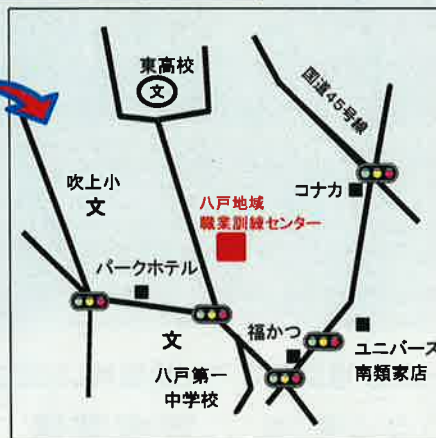 東高校
文
国道45号線
吹上小
文
コナカ
八戸地域
職業訓練センター
パークホテル
文
福かつ
八戸第一
中学校
ユニバース
南類家店